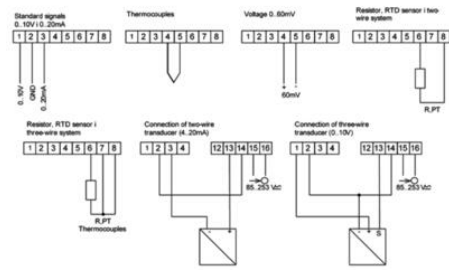 Standard signals
0..10V i 0..20mA
1 2 3 4 5 6 7 8
0..10V
GND
0..20mA
Thermocouples
1 2 3 4 5 6 7 8
Voltage 0..60mV
1 2 3 4 5 6 7 8
+ -
60mV
Resistor, RTD sensor i two-
wire system
1 2 3 4 5 6 7 8
R,PT
Resistor, RTD sensor i
three-wire system
1 2 3 4 5 6 7 8
R,PT
Thermocouples
Connection of two-wire
transducer (4..20mA)
1 2 3 4
12 13 14 15 16
85..253 Vac
- +
Connection of three-wire
transducer (0..10V)
1 2 3 4
12 13 14 15 16
85..253 Vac
- + S